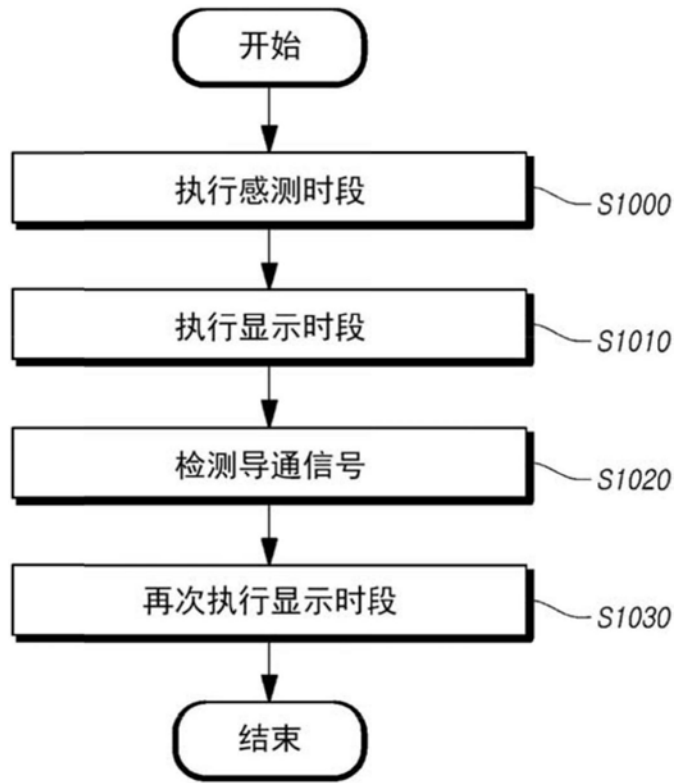 开始
执行感测时段
S1000
执行显示时段
S1010
检测导通信号
S1020
再次执行显示时段
S1030
结束